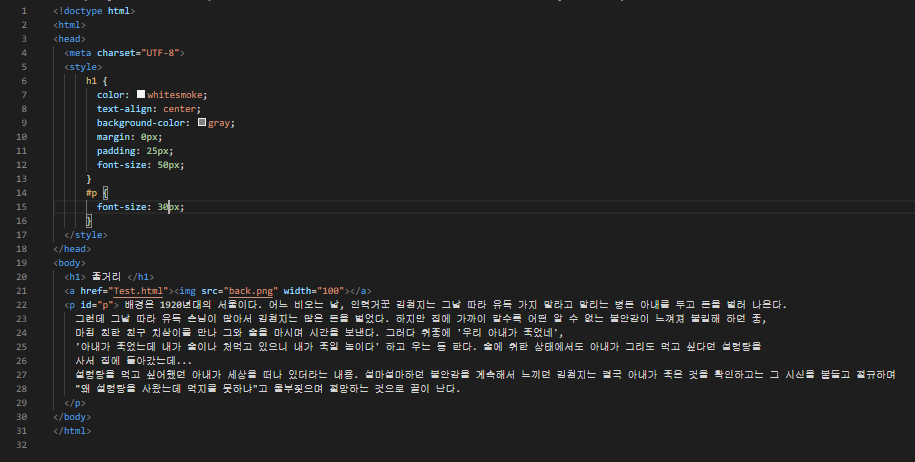 1 <!doctype html>
2 <html>
3 <head>
4 <meta charset="UTF-8">
5 <style>
6 h1 {
7 color: whitesmoke;
8 text-align: center;
9 background-color: gray;
10 margin: 0px;
11 padding: 25px;
12 font-size: 50px;
13 }
14 #p {
15 font-size: 30px;
16 }
17 </style>
18 </head>
19 <body>
20 <h1> 줄거리 </h1>
21 <a href="Test.html"><img src="back.png" width="100"></a>
22 <p id="p"> 배경은 1920년대의 서울이다. 어느 비오는 날, 인력거꾼 김첨지는 그날 따라 유독 가지 말라고 말리는 병든 아내를 두고 돈을 벌러 나온다.
23 그런데 그날 따라 유독 손님이 많아서 김첨지는 많은 돈을 벌었다. 하지만 집에 가까이 갈수록 어떤 알 수 없는 불안감이 느껴져 불길해 하던 중,
24 마침 친한 친구 치삼이를 만나 그와 술을 마시며 시간을 보낸다. 그러다 취중에 '우리 아내가 죽었네',
25 '아내가 죽었는데 내가 술이나 처먹고 있으니 내가 죽일 놈이다' 하고 우는 등 한다. 술에 취한 상태에서도 아내가 그리도 먹고 싶다던 설렁탕을
26 사서 집에 돌아갔는데...
27 설렁탕을 먹고 싶어했던 아내가 세상을 떠나 있더라는 내용. 설마설마하던 불안감을 계속해서 느끼던 김첨지는 결국 아내가 죽은 것을 확인하고는 그 시신을 붙들고 절규하며
28 "왜 설렁탕을 사왔는데 먹지를 못하나"고 울부짖으며 절망하는 것으로 끝이 난다.
29 </p>
30 </body>
31 </html>
32